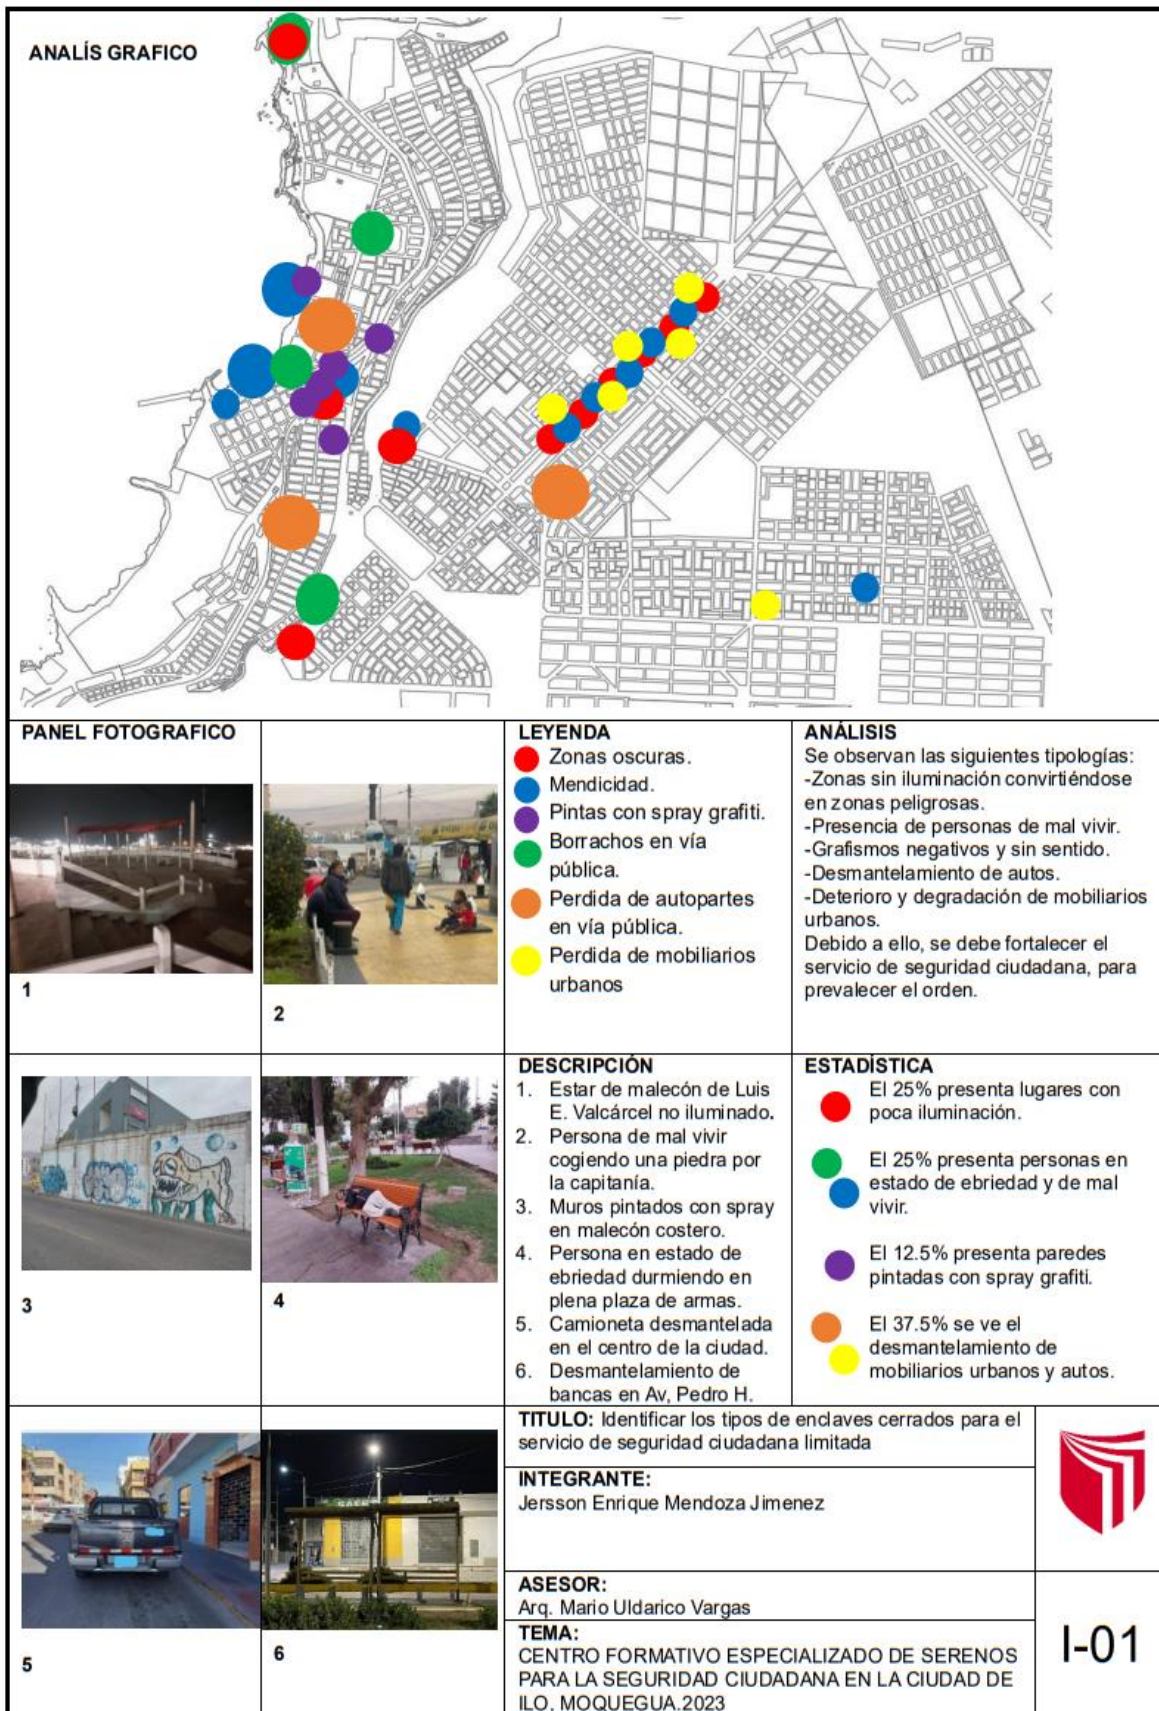 ANALÍS GRAFICO
PANEL FOTOGRAFICO
1
2
LEYENDA
Zonas oscuras.
Mendicidad.
Pintas con spray grafiti.
Borrachos en vía
pública.
Perdida de autopartes
en vía pública.
Perdida de mobiliarios
urbanos
ANÁLISIS
Se observan las siguientes tipologías:
-Zonas sin iluminación convirtiéndose
en zonas peligrosas.
-Presencia de personas de mal vivir.
-Grafismos negativos y sin sentido.
-Desmantelamiento de autos.
-Deterioro y degradación de mobiliarios
urbanos.
Debido a ello, se debe fortalecer el
servicio de seguridad ciudadana, para
prevalecer el orden.
3
4
DESCRIPCIÓN
1. Estar de malecón de Luis
E. Valcárcel no iluminado.
2. Persona de mal vivir
cogiendo una piedra por
la capitanía.
3. Muros pintados con spray
en malecón costero.
4. Persona en estado de
ebriedad durmiendo en
plena plaza de armas.
5. Camioneta desmantelada
en el centro de la ciudad.
6. Desmantelamiento de
bancas en Av, Pedro H.
ESTADÍSTICA
El 25% presenta lugares con
poca iluminación.
El 25% presenta personas en
estado de ebriedad y de mal
vivir.
El 12.5% presenta paredes
pintadas con spray grafiti.
El 37.5% se ve el
desmantelamiento de
mobiliarios urbanos y autos.
5
6
TITULO: Identificar los tipos de enclaves cerrados para el
servicio de seguridad ciudadana limitada
INTEGRANTE:
Jersson Enrique Mendoza Jimenez
ASESOR:
Arq. Mario Uldarico Vargas
TEMA:
CENTRO FORMATIVO ESPECIALIZADO DE SERENOS
PARA LA SEGURIDAD CIUDADANA EN LA CIUDAD DE
ILO. MOQUEGUA.2023
I-01